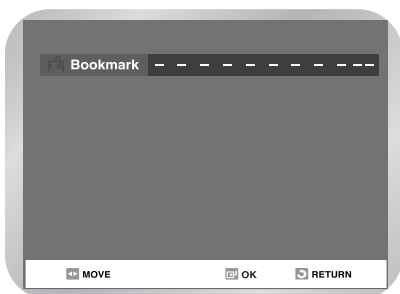 Bookmark – – – – – – – – – – –
MOVE OK RETURN